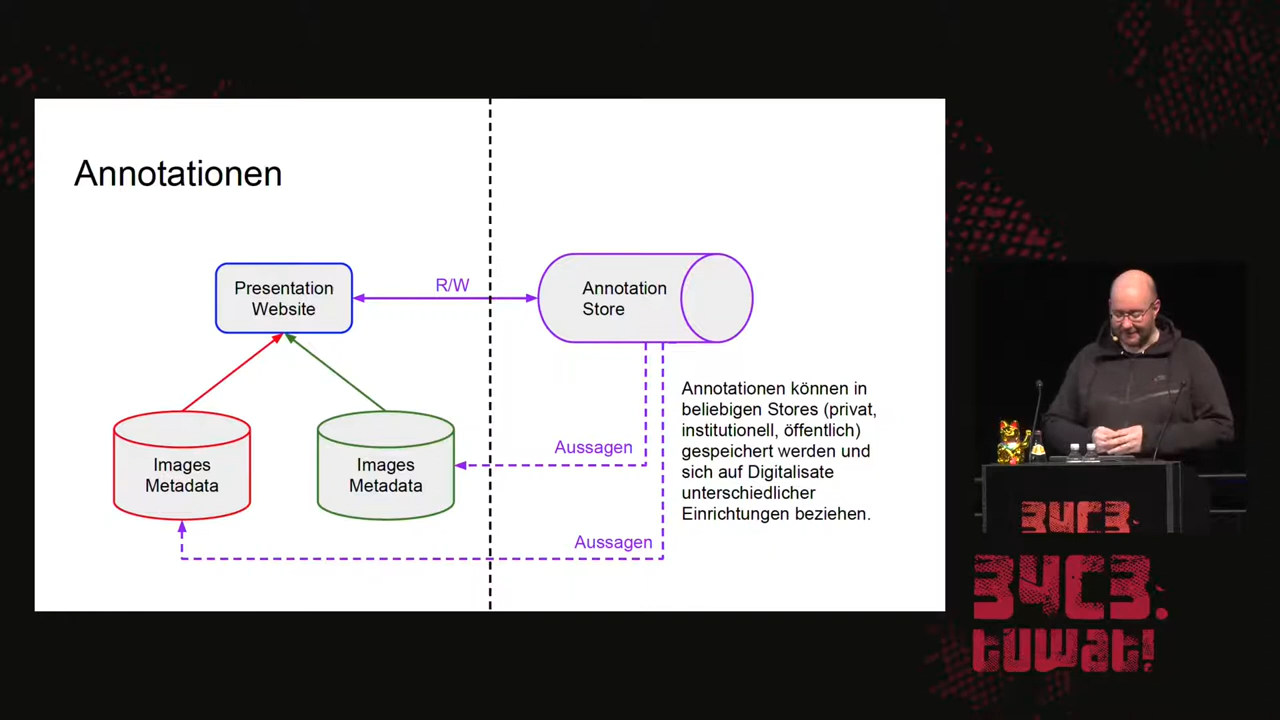 Annotationen
Presentation
Website
R/W
Annotation
Store
Images
Metadata
Images
Metadata
Aussagen
Aussagen
Annotationen können in
beliebigen Stores (privat,
institutionell, öffentlich)
gespeichert werden und
sich auf Digitalisate
unterschiedlicher
Einrichtungen beziehen.
34C3.
34C3.
tuwat!